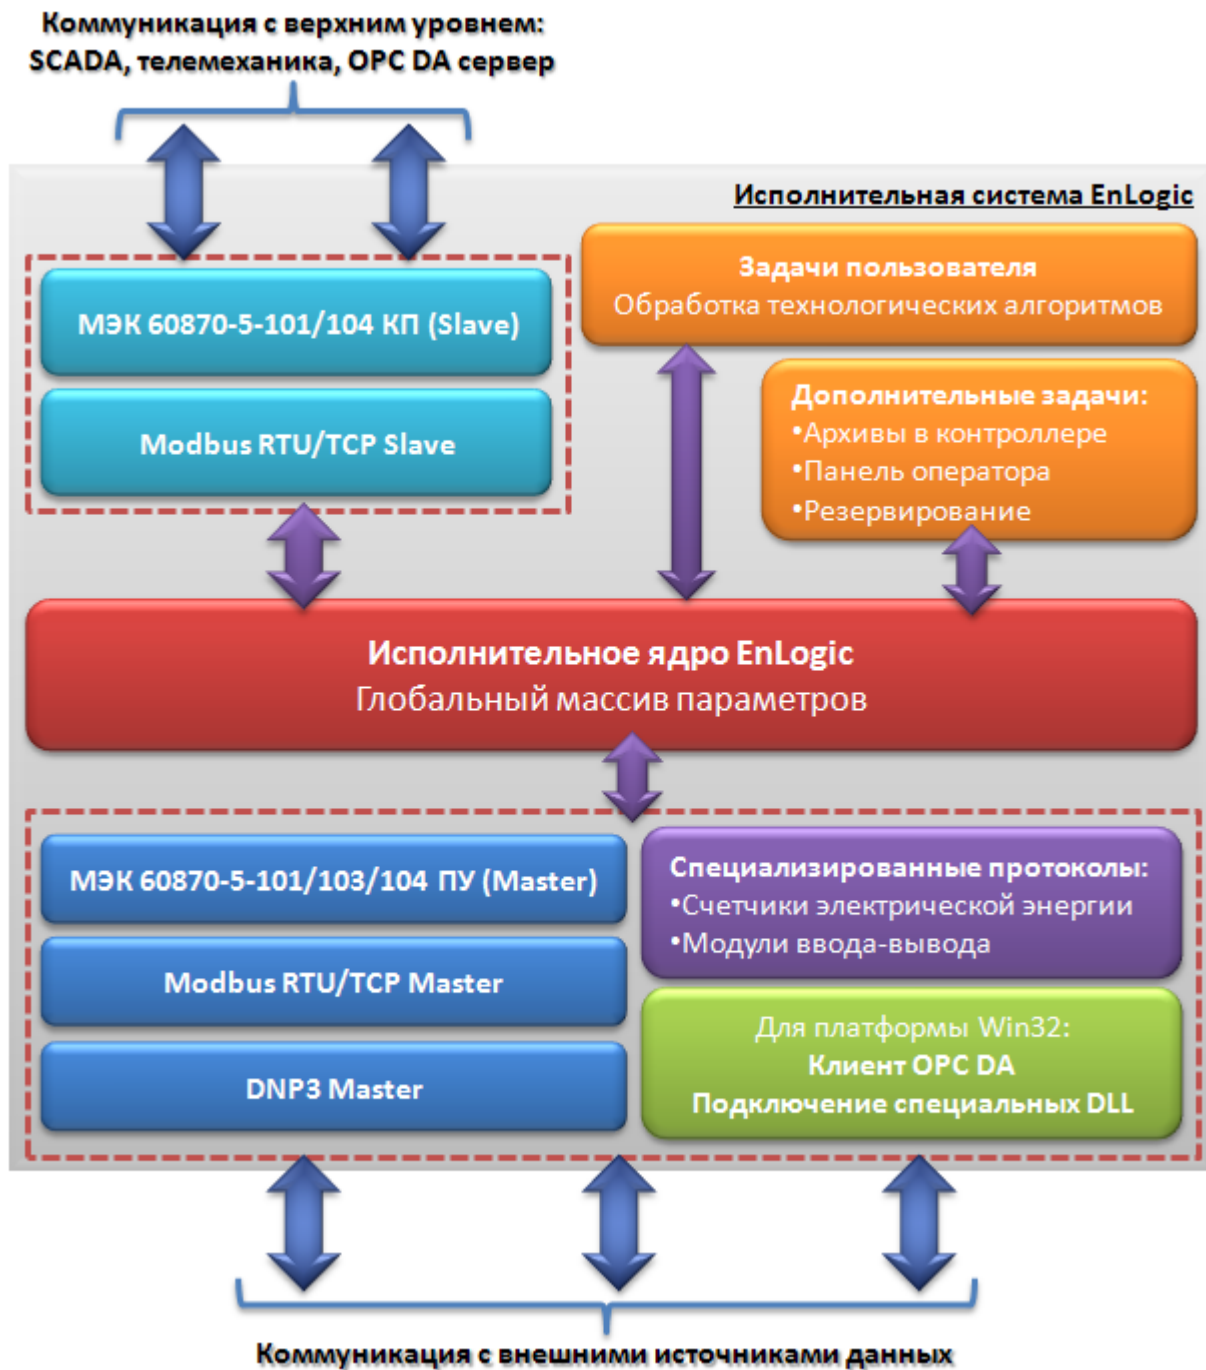 Коммуникация с верхним уровнем:
SCADA, телемеханика, OPC DA сервер
Исполнительная система EnLogic
МЭК 60870-5-101/104 КП (Slave)
Modbus RTU/TCP Slave
Задачи пользователя
Обработка технологических алгоритмов
Дополнительные задачи:
•Архивы в контроллере
•Панель оператора
•Резервирование
Исполнительное ядро EnLogic
Глобальный массив параметров
МЭК 60870-5-101/103/104 ПУ (Master)
Modbus RTU/TCP Master
DNP3 Master
Специализированные протоколы:
•Счетчики электрической энергии
•Модули ввода-вывода
Для платформы Win32:
Клиент OPC DA
Подключение специальных DLL
Коммуникация с внешними источниками данных